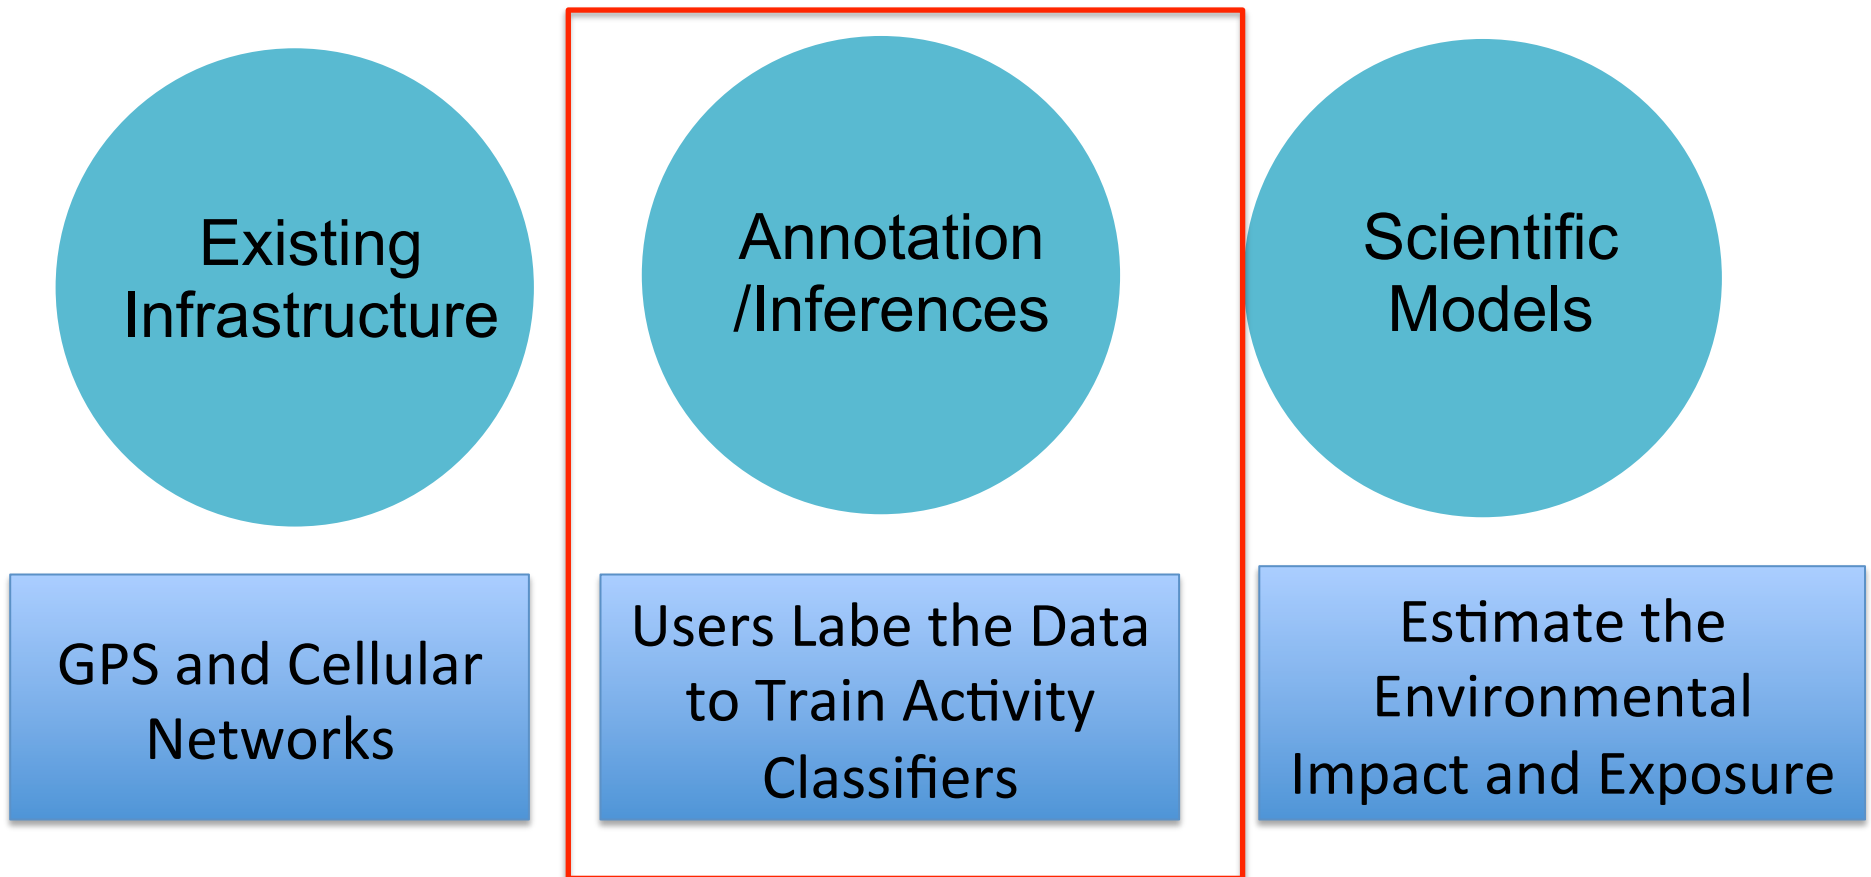 Existing
Infrastructure
Annotation
/Inferences
Scientific
Models
GPS and Cellular
Networks
Users Labe the Data
to Train Activity
Classifiers
Estimate the
Environmental
Impact and Exposure